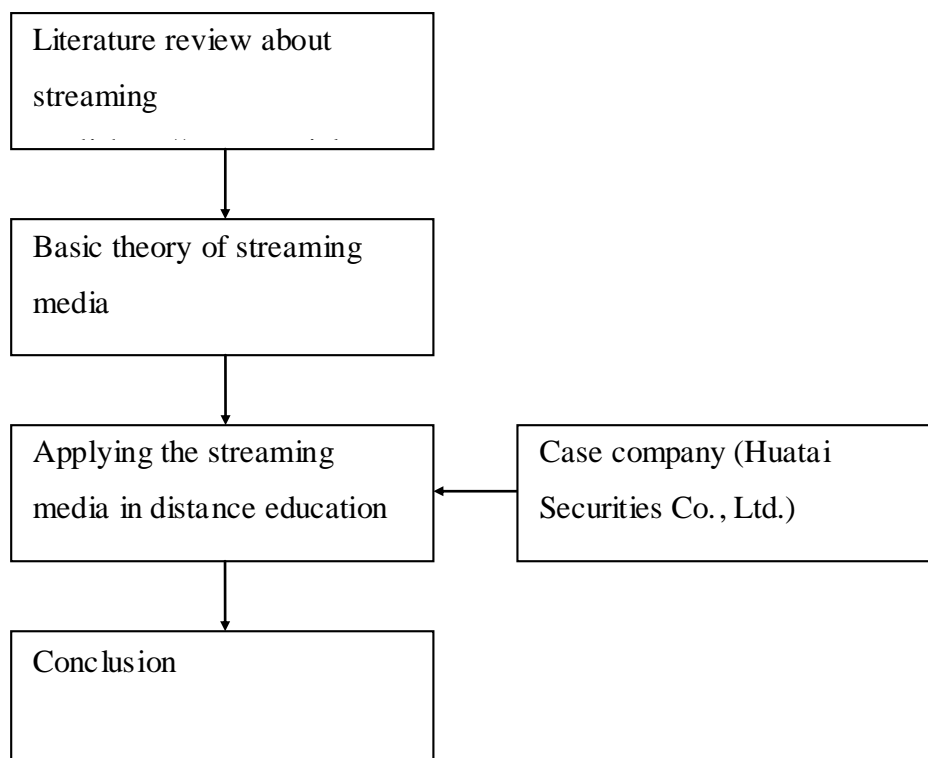 Literature review about
streaming
Basic theory of streaming
media
Applying the streaming
media in distance education
Case company (Huatai
Securities Co., Ltd.)
Conclusion